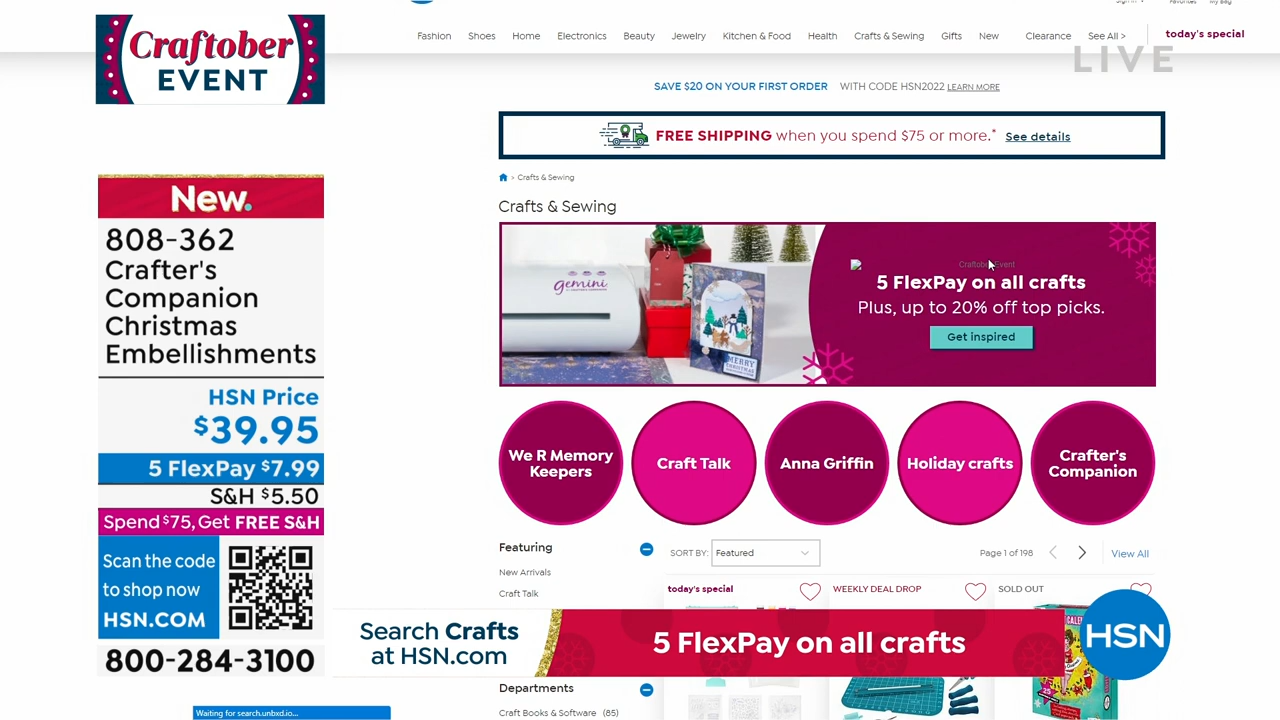 Craftober
EVENT
Favorites
My Bag
Fashion Shoes Home Electronics Beauty Jewelry Kitchen & Food Health Crafts & Sewing Gifts New Clearance See All > today's special
LIVE
SAVE $20 ON YOUR FIRST ORDER WITH CODE HSN2022 LEARN MORE
FREE SHIPPING when you spend $75 or more.* See details
> Crafts & Sewing
Crafts & Sewing
gemini
MERRY
CHRISTMAS
Craftober Event
5 FlexPay on all crafts
Plus, up to 20% off top picks.
Get inspired
We R Memory
Keepers
Craft Talk
Anna Griffin
Holiday crafts
Crafter's
Companion
New.
808-362
Crafter's
Companion
Christmas
Embellishments
HSN Price
$39.95
5 FlexPay $7.99
S&H $5.50
Spend $75, Get FREE S&H
Scan the code
to shop now
HSN.COM
800-284-3100
Featuring
New Arrivals
Craft Talk
SORT BY: Featured
Page 1 of 198
View All
today's special
WEEKLY DEAL DROP
SOLD OUT
Search Crafts
at HSN.com
5 FlexPay on all crafts
HSN
Departments
Craft Books & Software (85)
Waiting for search.unbxd.io...